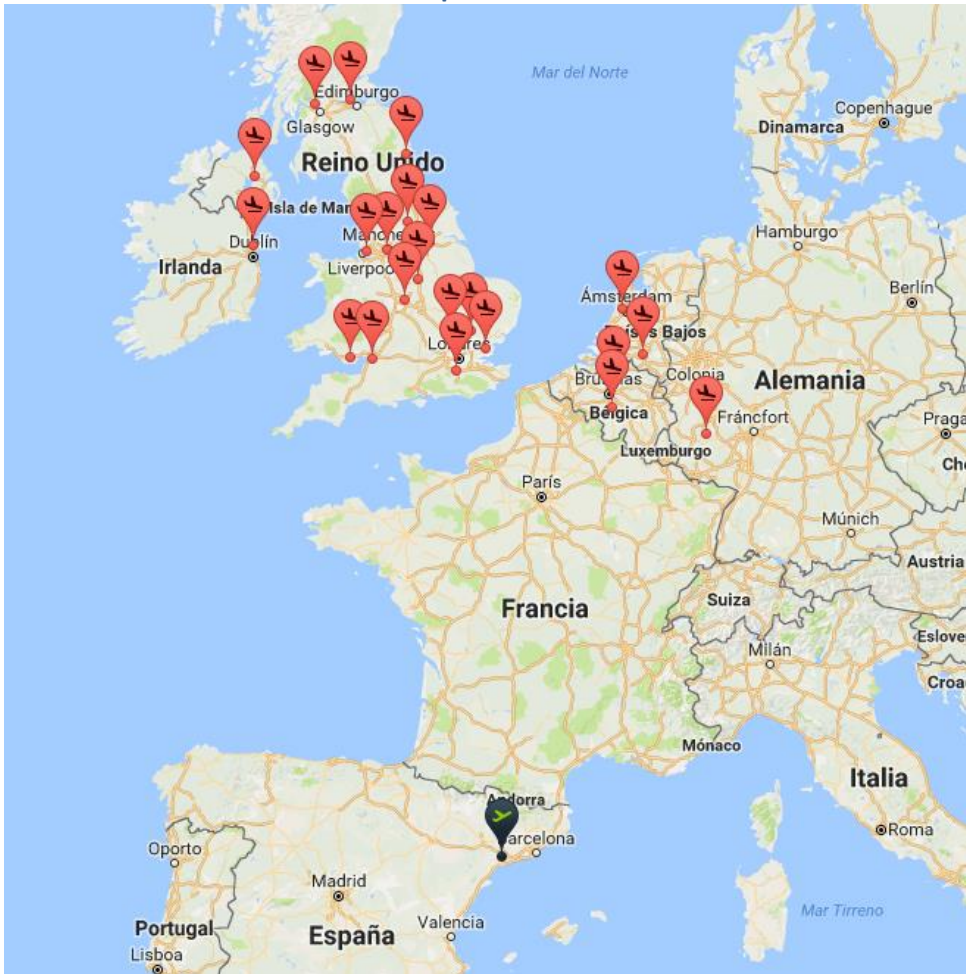 Mar del Norte
Edimburgo
Glasgow
Copenhague
Dinamarca
Reino Unido
Isla de Man
Hamburgo
Dublín
Irlanda
Liverpool
Berlín
Ámsterdam
Bajos
Colonia
Alemania
Bélgica
Fráncfort
Praga
Luxemburgo
París
Múnich
Austria
Francia
Suiza
Milán
Mónaco
Italia
Andorra
Barcelona
Roma
Oporto
Madrid
Mar Tirreno
Portugal
España
Valencia
Lisboa